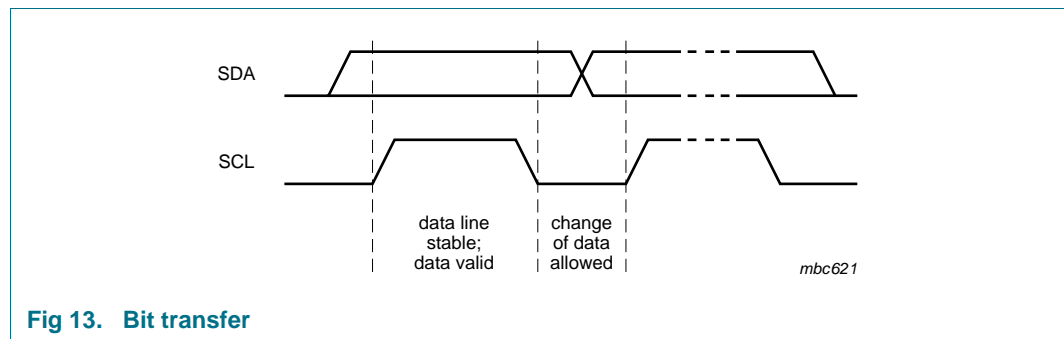 SDA
SCL
data line
stable;
data valid
change
of data
allowed
mbc621
Fig 13. Bit transfer